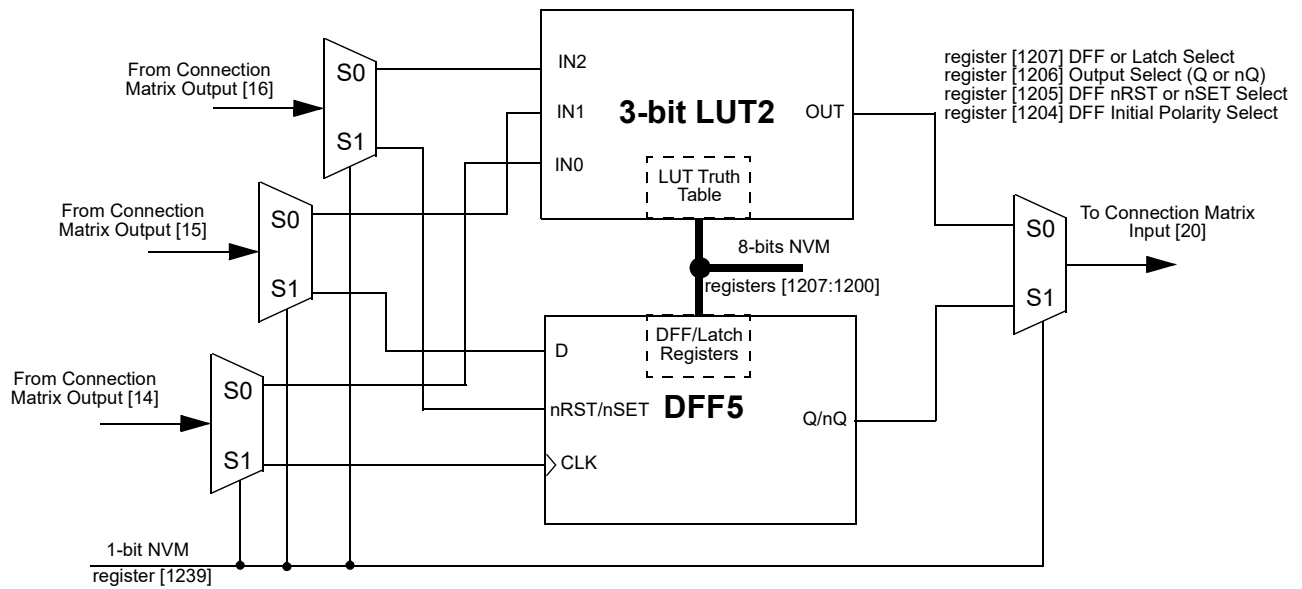 From Connection
Matrix Output [16]
S0
S1
IN2
IN1
IN0
3-bit LUT2
OUT
LUT Truth
Table
register [1207] DFF or Latch Select
register [1206] Output Select (Q or nQ)
register [1205] DFF nRST or nSET Select
register [1204] DFF Initial Polarity Select
From Connection
Matrix Output [15]
S0
S1
8-bits NVM
registers [1207:1200]
S0
S1
To Connection Matrix
Input [20]
From Connection
Matrix Output [14]
S0
S1
D
nRST/nSET
CLK
DFF/Latch
Registers
DFF5
Q/nQ
1-bit NVM
register [1239]